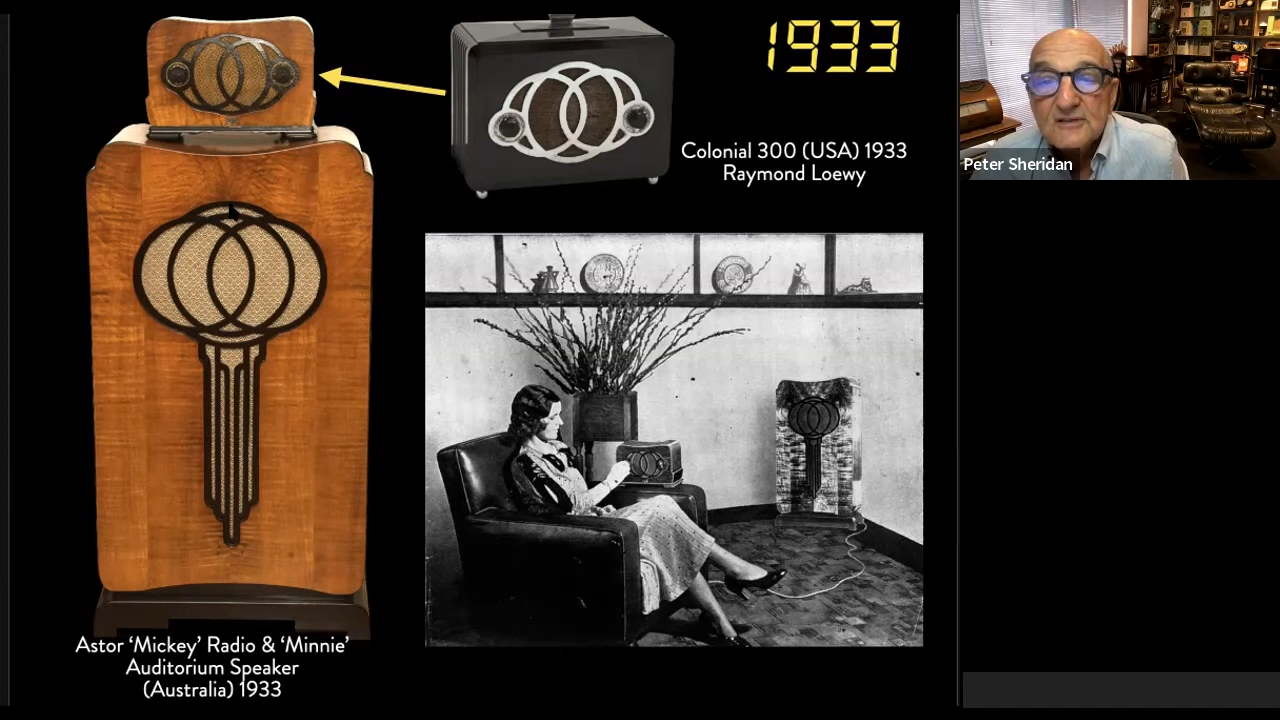 1933
Colonial 300 (USA) 1933
Raymond Loewy
Peter Sheridan
Astor ‘Mickey’ Radio & ‘Minnie’
Auditorium Speaker
(Australia) 1933